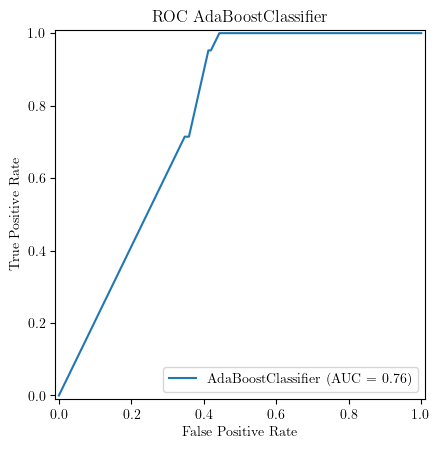 ROC AdaBoostClassifier
1.0
0.8
0.6
0.4
0.2
0.0
True Positive Rate
AdaBoostClassifier (AUC = 0.76)
0.0 0.2 0.4 0.6 0.8 1.0
False Positive Rate